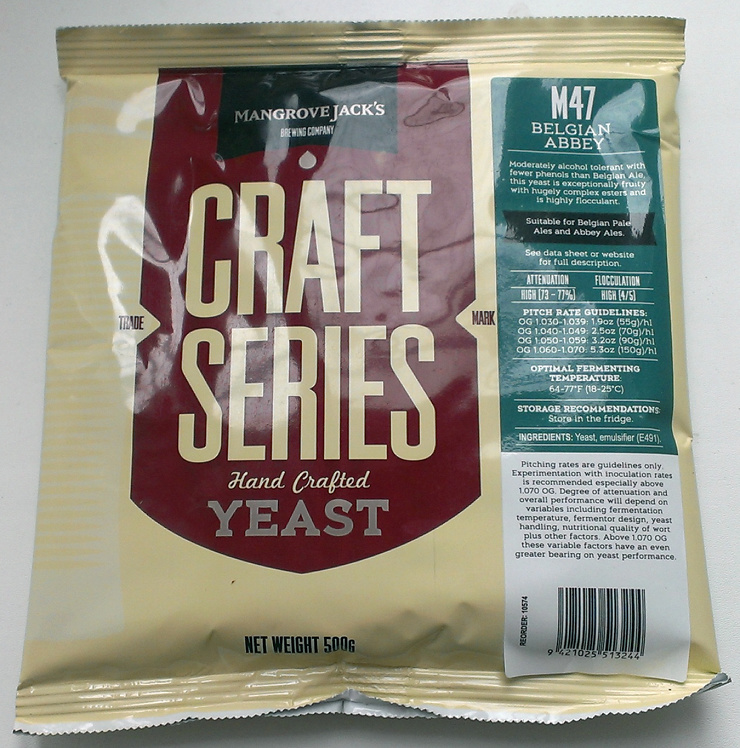 MANGROVE JACK'S
BREWING COMPANY
CRAFT
SERIES
TRADE
MARK
Hand Crafted
YEAST
NET WEIGHT 500G
M47
BELGIAN
ABBEY
Moderately alcohol tolerant with
fewer phenols than Belgian Ale,
this yeast is exceptionally fruity
with hugely complex esters and
is highly flocculant.
Suitable for Belgian Pale
Ales and Abbey Ales.
See data sheet or website
for full description.
ATTENUATION FLOCCULATION
HIGH (73 - 77%) HIGH (4/5)
PITCH RATE GUIDELINES:
OG 1.030-1.039: 1.9oz (55g)/hl
OG 1.040-1.049: 2.5oz (70g)/hl
OG 1.050-1.059: 3.2oz (90g)/hl
OG 1.060-1.070: 5.3oz (150g)/hl
OPTIMAL FERMENTING
TEMPERATURE:
64-77°F (18-25°C)
STORAGE RECOMMENDATIONS:
Store in the fridge.
INGREDIENTS: Yeast, emulsifier (E491).
Pitching rates are guidelines only.
Experimentation with inoculation rates
is recommended especially above
1.070 OG. Degree of attenuation and
overall performance will depend on
variables including fermentation
temperature, fermentor design, yeast
handling, nutritional quality of wort
plus other factors. Above 1.070 OG
these variable factors have an even
greater bearing on yeast performance.
REORDER: 10574
9 421025 513244